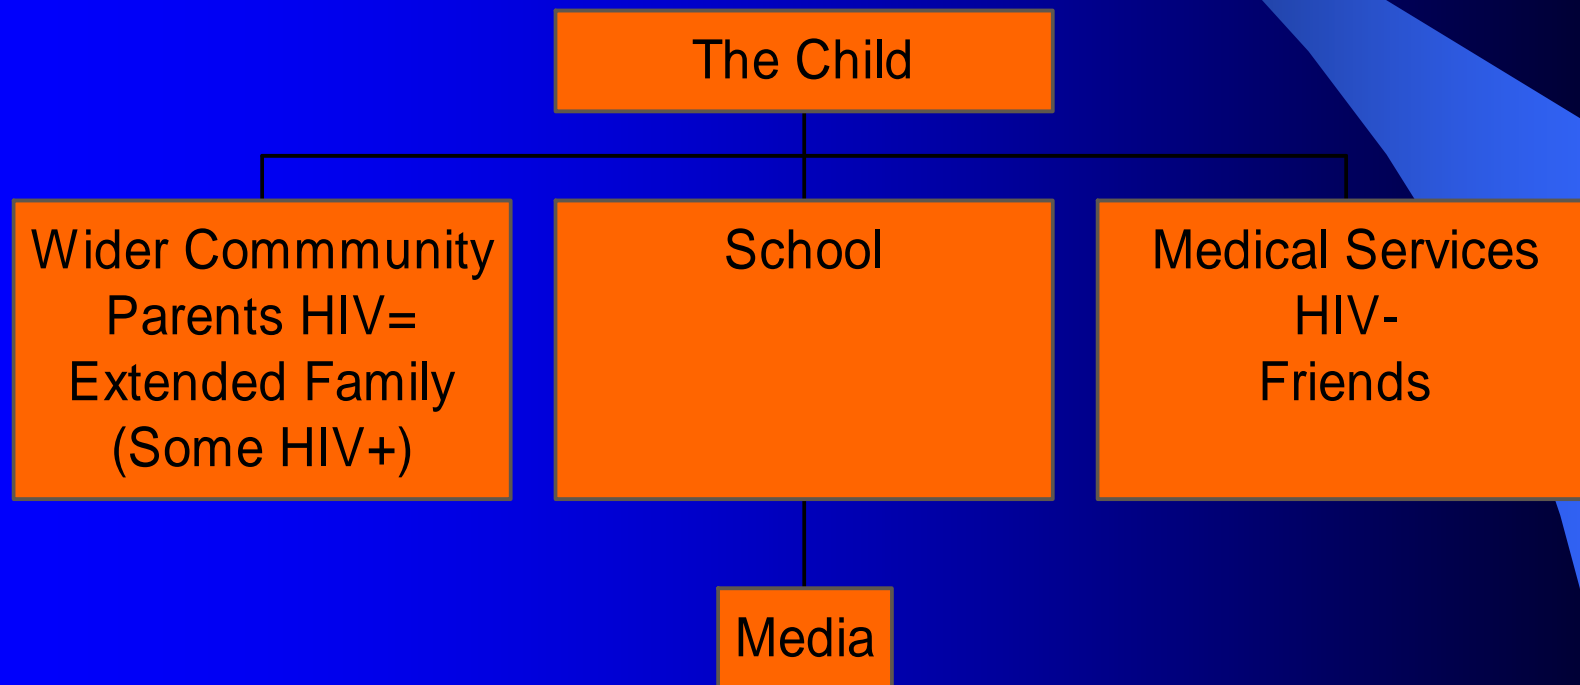 The Child
Wider Commmunity
Parents HIV=
Extended Family
(Some HIV+)
School
Medical Services
HIV-
Friends
Media